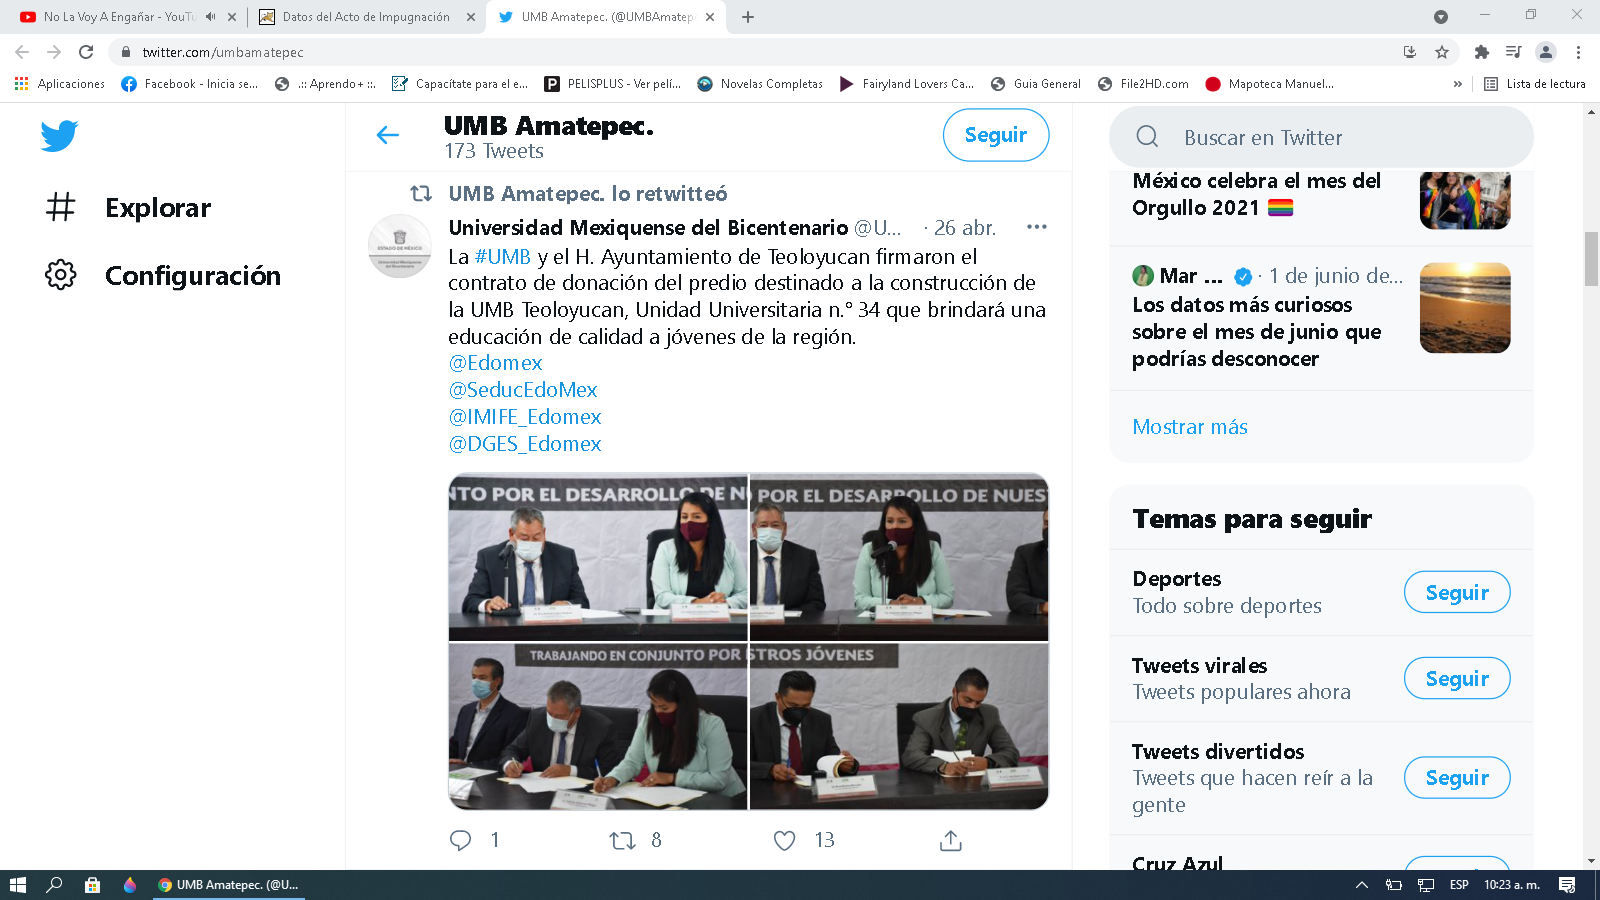 No La Voy A Engañar - YouTu
Datos del Acto de Impugnación
UMB Amatepec. (@UMBAmatep
twitter.com/umbamatepec
Aplicaciones
Facebook - Inicia se...
.:: Aprendo+ ::.
Capacítate para el e...
PELISPLUS - Ver pelí...
Novelas Completas
Fairyland Lovers Ca...
Guia General
File2HD.com
Mapoteca Manuel...
»
Lista de lectura
Explorar
Configuración
UMB Amatepec.
173 Tweets
Seguir
UMB Amatepec. lo retwitteó
Universidad Mexiquense del Bicentenario @U... · 26 abr.
La #UMB y el H. Ayuntamiento de Teoloyucan firmaron el
contrato de donación del predio destinado a la construcción de
la UMB Teoloyucan, Unidad Universitaria n.° 34 que brindará una
educación de calidad a jóvenes de la región.
@Edomex
@SeducEdoMex
@IMIFE_Edomex
@DGES_Edomex
NTO POR EL DESARROLLO DE NU
POR EL DESARROLLO DE NUEST
TRABAJANDO EN CONJUNTO POR
STROS JÓVENES
1
8
13
Buscar en Twitter
México celebra el mes del
Orgullo 2021
Mar ... · 1 de junio de...
Los datos más curiosos
sobre el mes de junio que
podrías desconocer
Mostrar más
Temas para seguir
Deportes
Todo sobre deportes
Seguir
Tweets virales
Tweets populares ahora
Seguir
Tweets divertidos
Tweets que hacen reír a la
gente
Seguir
Cruz Azul
UMB Amatepec. (@U...
ESP
10:23 a. m.